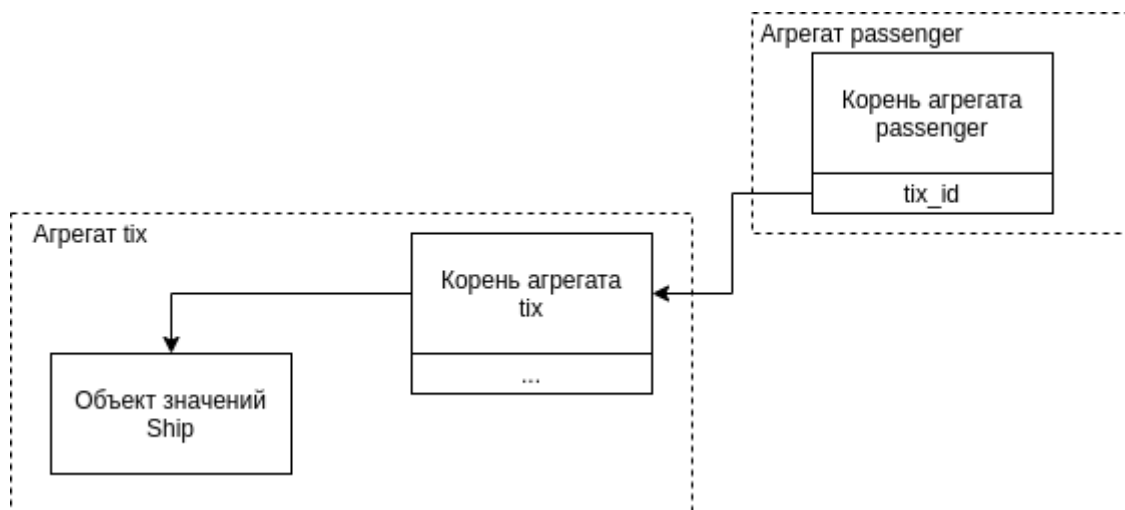 Агрегат passenger
Корень агрегата
passenger
tix_id
Агрегат tix
Корень агрегата
tix
...
Объект значений
Ship